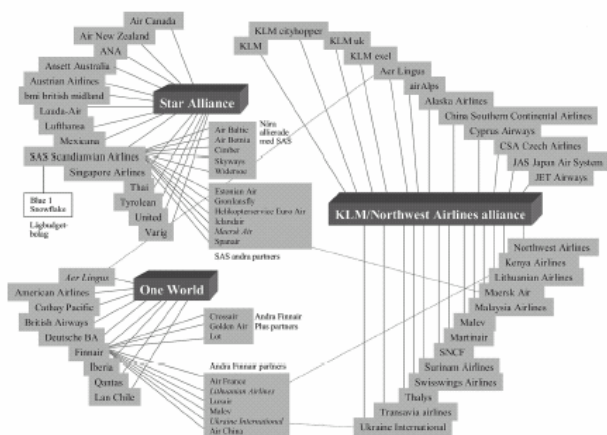 Air Canada
Air New Zealand
ANA
Ansett Australia
Austrian Airlines
bmi british midland
Lauda-Air
Lufthansa
Mexicana
SAS Scandianvian Airlines
Singapore Airlines
Thai
Tyrolean
United
Varig
Star Alliance
Blue 1
Snowflake
Lågbudget-
bolag
Nära
allierade
med SAS
Air Baltic
Air Botnia
Cimber
Skyways
Wideroe
Estonian Air
Gronlansfly
Helikopterservice Euro Air
Icelandair
Maersk Air
Spanair
SAS andra partners
Aer Lingus
American Airlines
Cathay Pacific
British Airways
Deutsche BA
Finnair
Iberia
Qantas
Lan Chile
One World
Crossair
Golden Air
Lot
Andra Finnair
Plus partners
Andra Finnair partners
Air France
Lithuanian Airlines
Luxair
Malev
Ukraine International
Air China
KLM
KLM cityhopper
KLM uk
KLM exel
Aer Lingus
airAlps
Alaska Airlines
China Southern Continental Airlines
Cyprus Airways
CSA Czech Airlines
JAS Japan Air System
JET Airways
KLM/Northwest Airlines alliance
Northwest Airlines
Kenya Airlines
Lithuanian Airlines
Maersk Air
Malaysia Airlines
Malev
Martinair
SNCF
Surinam Airlines
Swisswings Airlines
Thalys
Transavia airlines
Ukraine International